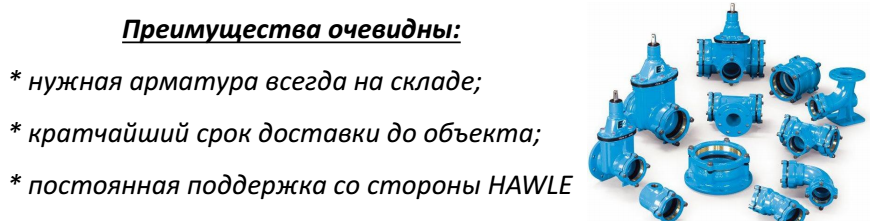 Преимущества очевидны:
* нужная арматура всегда на складе;
* кратчайший срок доставки до объекта;
* постоянная поддержка со стороны HAWLE